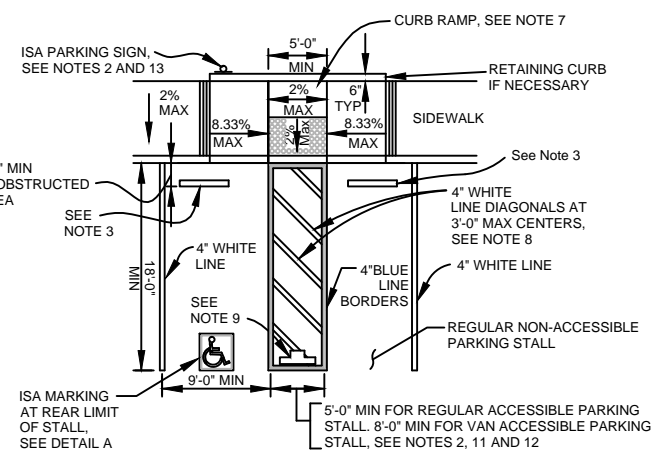 CURB RAMP, SEE NOTE 7
5'-0"
MIN
ISA PARKING SIGN,
SEE NOTES 2 AND 13
RETAINING CURB
IF NECESSARY
2%
MAX
2%
MAX
6"
TYP
8.33%
MAX
2%
Max
8.33%
MAX
SIDEWALK
" MIN
OBSTRUCTED
EA
SEE
NOTE 3
See Note 3
4" WHITE
LINE DIAGONALS AT
3'-0" MAX CENTERS,
SEE NOTE 8
4" WHITE
LINE
4"BLUE
LINE
BORDERS
4" WHITE LINE
18'-0"
MIN
SEE
NOTE 9
REGULAR NON-ACCESSIBLE
PARKING STALL
9'-0" MIN
ISA MARKING
AT REAR LIMIT
OF STALL,
SEE DETAIL A
5'-0" MIN FOR REGULAR ACCESSIBLE PARKING
STALL. 8'-0" MIN FOR VAN ACCESSIBLE PARKING
STALL, SEE NOTES 2, 11 AND 12